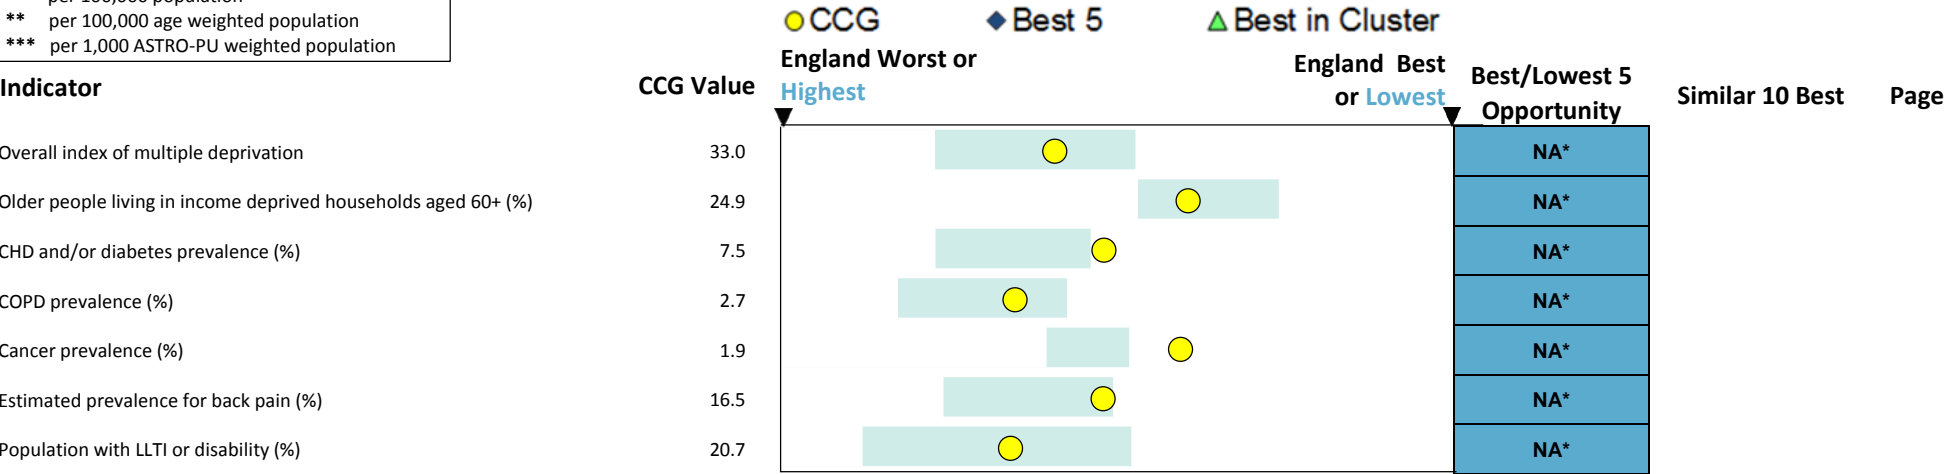 per 100,000 population
** per 100,000 age weighted population
*** per 1,000 ASTRO-PU weighted population
CCG Best 5 Best in Cluster
Indicator
CCG Value
England Worst or
Highest
England Best
or Lowest
Best/Lowest 5
Opportunity
Similar 10 Best
Page
Overall index of multiple deprivation 33.0 NA*
Older people living in income deprived households aged 60+ (%) 24.9 NA*
CHD and/or diabetes prevalence (%) 7.5 NA*
COPD prevalence (%) 2.7 NA*
Cancer prevalence (%) 1.9 NA*
Estimated prevalence for back pain (%) 16.5 NA*
Population with LLTI or disability (%) 20.7 NA*